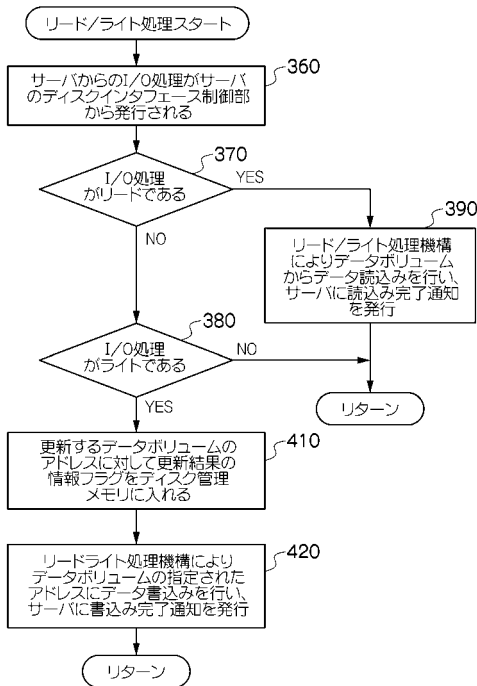 リード/ライト処理スタート
サーバからのI/O処理がサーバ
のディスクインタフェース制御部
から発行される
360
I/O処理
がリードである
370
YES
NO
リード/ライト処理機構
によりデータボリューム
からデータ読込みを行い、
サーバに読込み完了通知
を発行
390
I/O処理
がライトである
380
NO
YES
リターン
更新するデータボリュームの
アドレスに対して更新結果の
情報フラグをディスク管理
メモリに入れる
410
リードライト処理機構により
データボリュームの指定された
アドレスにデータ書込みを行い、
サーバに書込み完了通知を発行
420
リターン